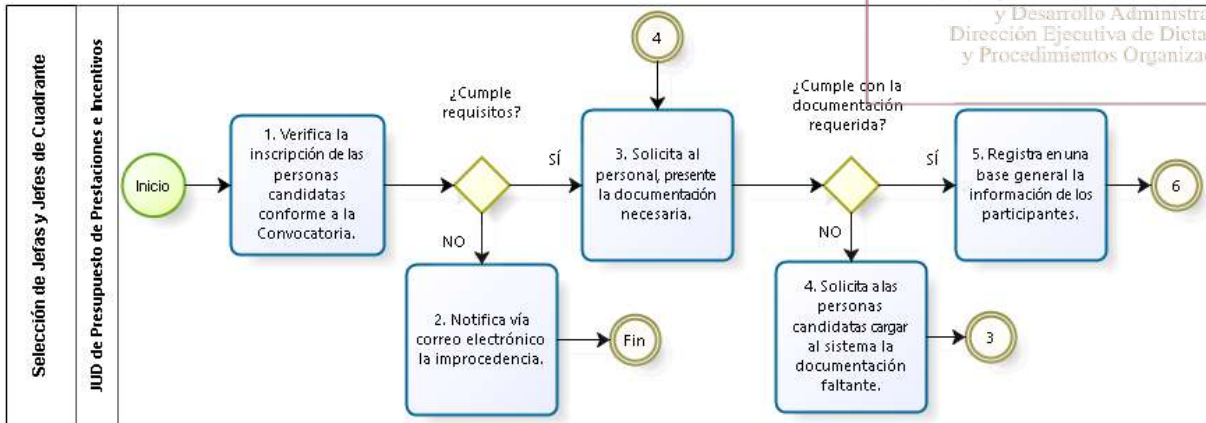 y Desarrollo Administra
Dirección Ejecutiva de Dicta
y Procedimientos Organiza
Selección de Jefas y Jefes de Cuadrante
JUD de Presupuesto de Prestaciones e Incentivos
Inicio
1. Verifica la
inscripción de las
personas
candidatas
conforme a la
Convocatoria.
¿Cumple
requisitos?
SÍ
NO
2. Notifica vía
correo electrónico
la improcedencia.
Fin
4
3. Solicita al
personal, presente
la documentación
necesaria.
¿Cumple con la
documentación
requerida?
SÍ
NO
4. Solicita a las
personas
candidatas cargar
al sistema la
documentación
faltante.
3
5. Registra en una
base general la
información de los
participantes.
6